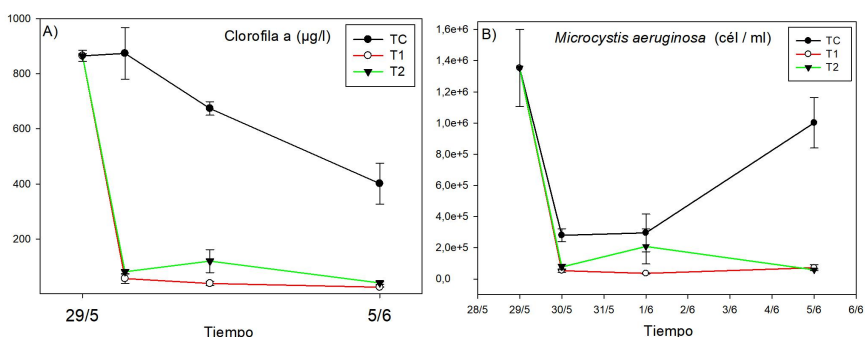 A)
Clorofila a (µg/l)
TC
T1
T2
1000
800
600
400
200
29/5
5/6
Tiempo
B)
Microcystis aeruginosa (cél / ml)
TC
T1
T2
1,6e+6
1,4e+6
1,2e+6
1,0e+6
8,0e+5
6,0e+5
4,0e+5
2,0e+5
0,0
28/5 29/5 30/5 31/5 1/6 2/6 3/6 4/6 5/6 6/6
Tiempo